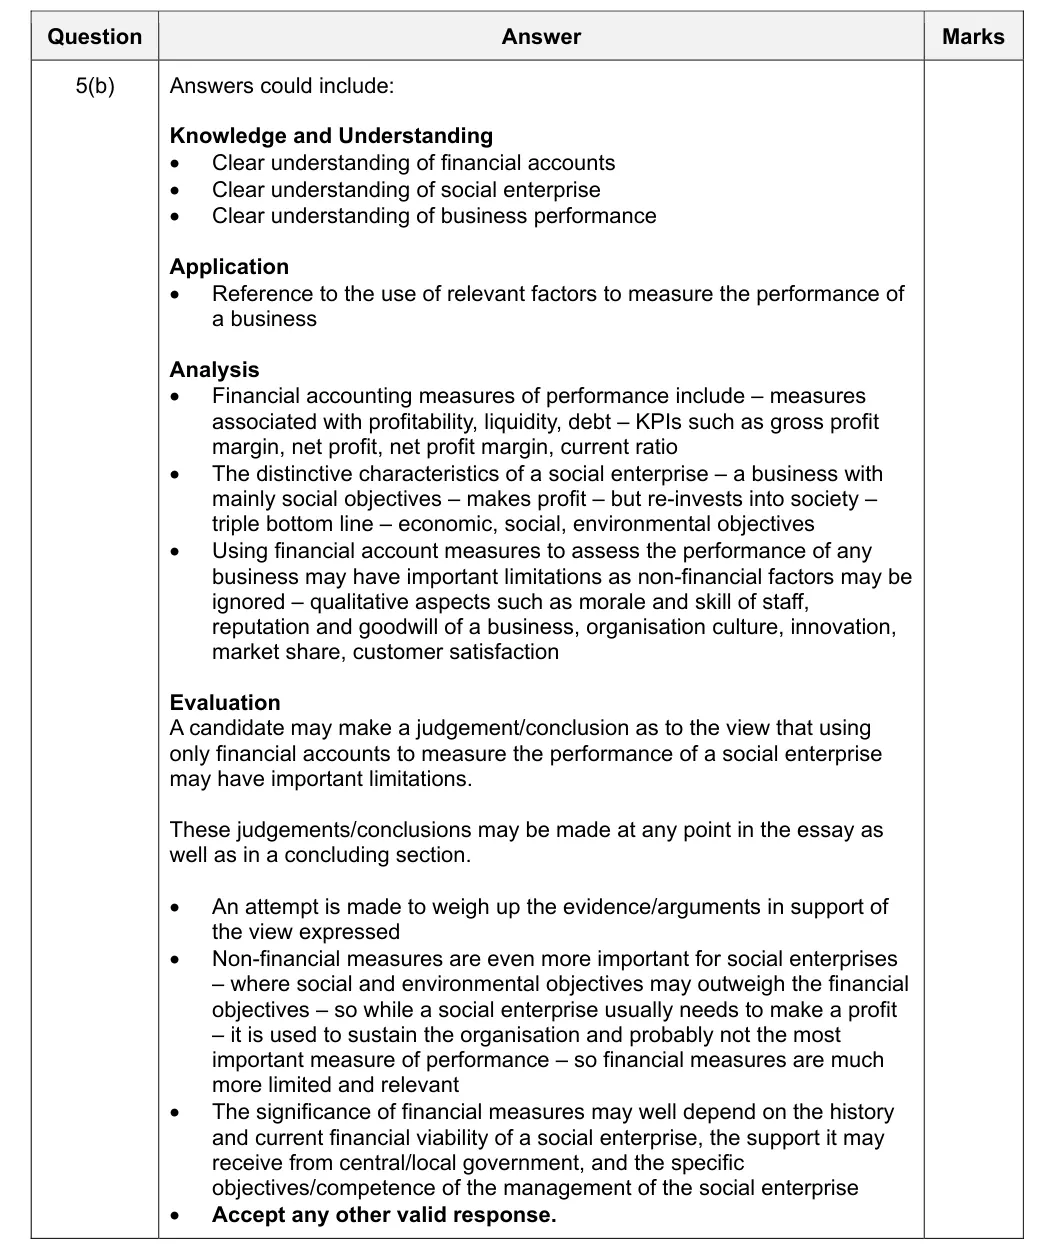 Question Answer Marks
5(b) Answers could include:
Knowledge and Understanding
• Clear understanding of financial accounts
• Clear understanding of social enterprise
• Clear understanding of business performance
Application
• Reference to the use of relevant factors to measure the performance of
a business
Analysis
• Financial accounting measures of performance include – measures
associated with profitability, liquidity, debt – KPIs such as gross profit
margin, net profit, net profit margin, current ratio
• The distinctive characteristics of a social enterprise – a business with
mainly social objectives – makes profit – but re-invests into society –
triple bottom line – economic, social, environmental objectives
• Using financial account measures to assess the performance of any
business may have important limitations as non-financial factors may be
ignored – qualitative aspects such as morale and skill of staff,
reputation and goodwill of a business, organisation culture, innovation,
market share, customer satisfaction
Evaluation
A candidate may make a judgement/conclusion as to the view that using
only financial accounts to measure the performance of a social enterprise
may have important limitations.
These judgements/conclusions may be made at any point in the essay as
well as in a concluding section.
• An attempt is made to weigh up the evidence/arguments in support of
the view expressed
• Non-financial measures are even more important for social enterprises
– where social and environmental objectives may outweigh the financial
objectives – so while a social enterprise usually needs to make a profit
– it is used to sustain the organisation and probably not the most
important measure of performance – so financial measures are much
more limited and relevant
• The significance of financial measures may well depend on the history
and current financial viability of a social enterprise, the support it may
receive from central/local government, and the specific
objectives/competence of the management of the social enterprise
• Accept any other valid response.